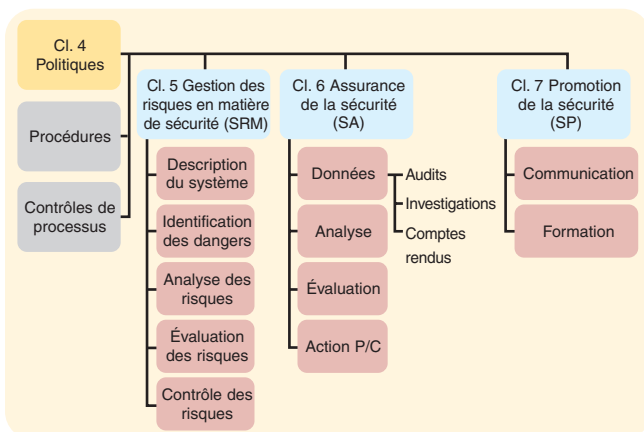 Cl. 4
Politiques
Procédures
Contrôles de
processus
Cl. 5 Gestion des
risques en matière
de sécurité (SRM)
Description
du système
Identification
des dangers
Analyse des
risques
Évaluation
des risques
Contrôle des
risques
Cl. 6 Assurance
de la sécurité
(SA)
Données
Audits
Investigations
Comptes
rendus
Analyse
Évaluation
Action P/C
Cl. 7 Promotion
de la sécurité
(SP)
Communication
Formation